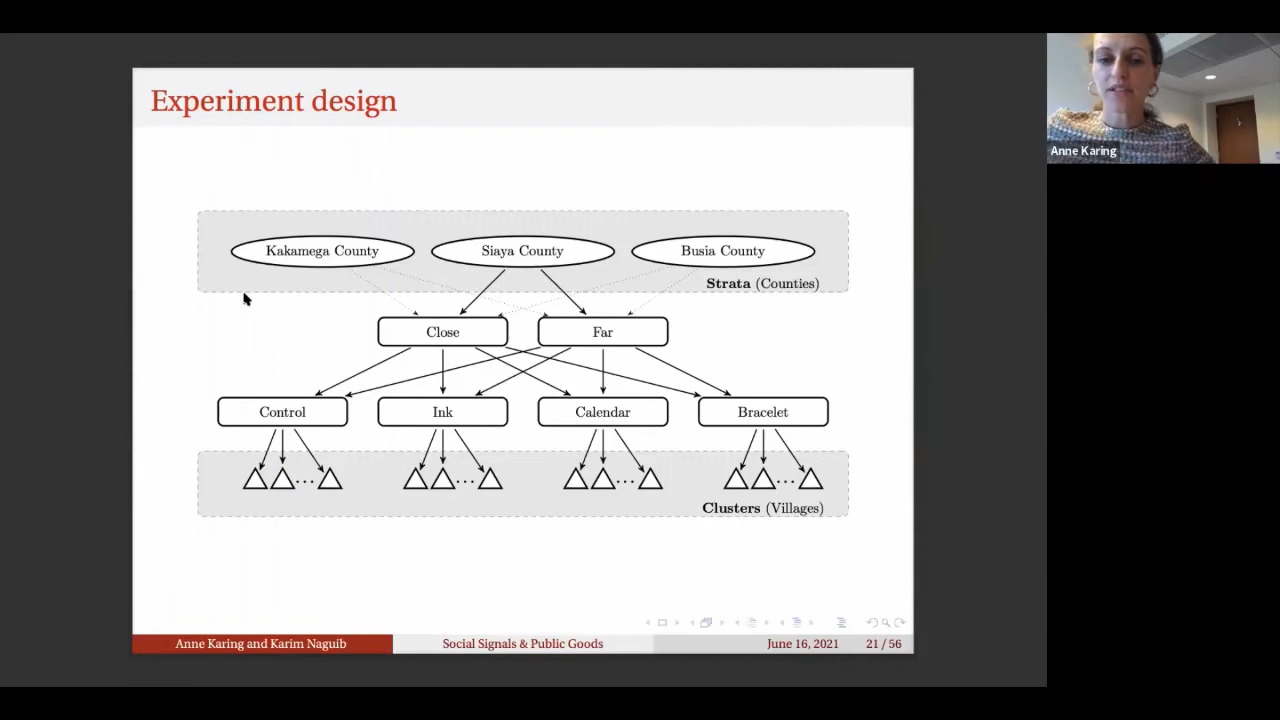 Experiment design
Kakamega County
Siaya County
Busia County
Strata (Counties)
Close
Far
Control
Ink
Calendar
Bracelet
Clusters (Villages)
Anne Karing and Karim Naguib
Social Signals & Public Goods
June 16, 2021
21 / 56
Anne Karing